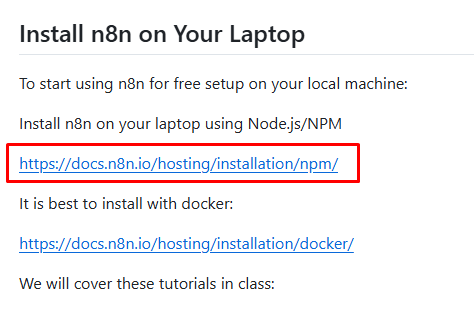 Install n8n on Your Laptop
To start using n8n for free setup on your local machine:
Install n8n on your laptop using Node.js/NPM
https://docs.n8n.io/hosting/installation/npm/
It is best to install with docker:
https://docs.n8n.io/hosting/installation/docker/
We will cover these tutorials in class: